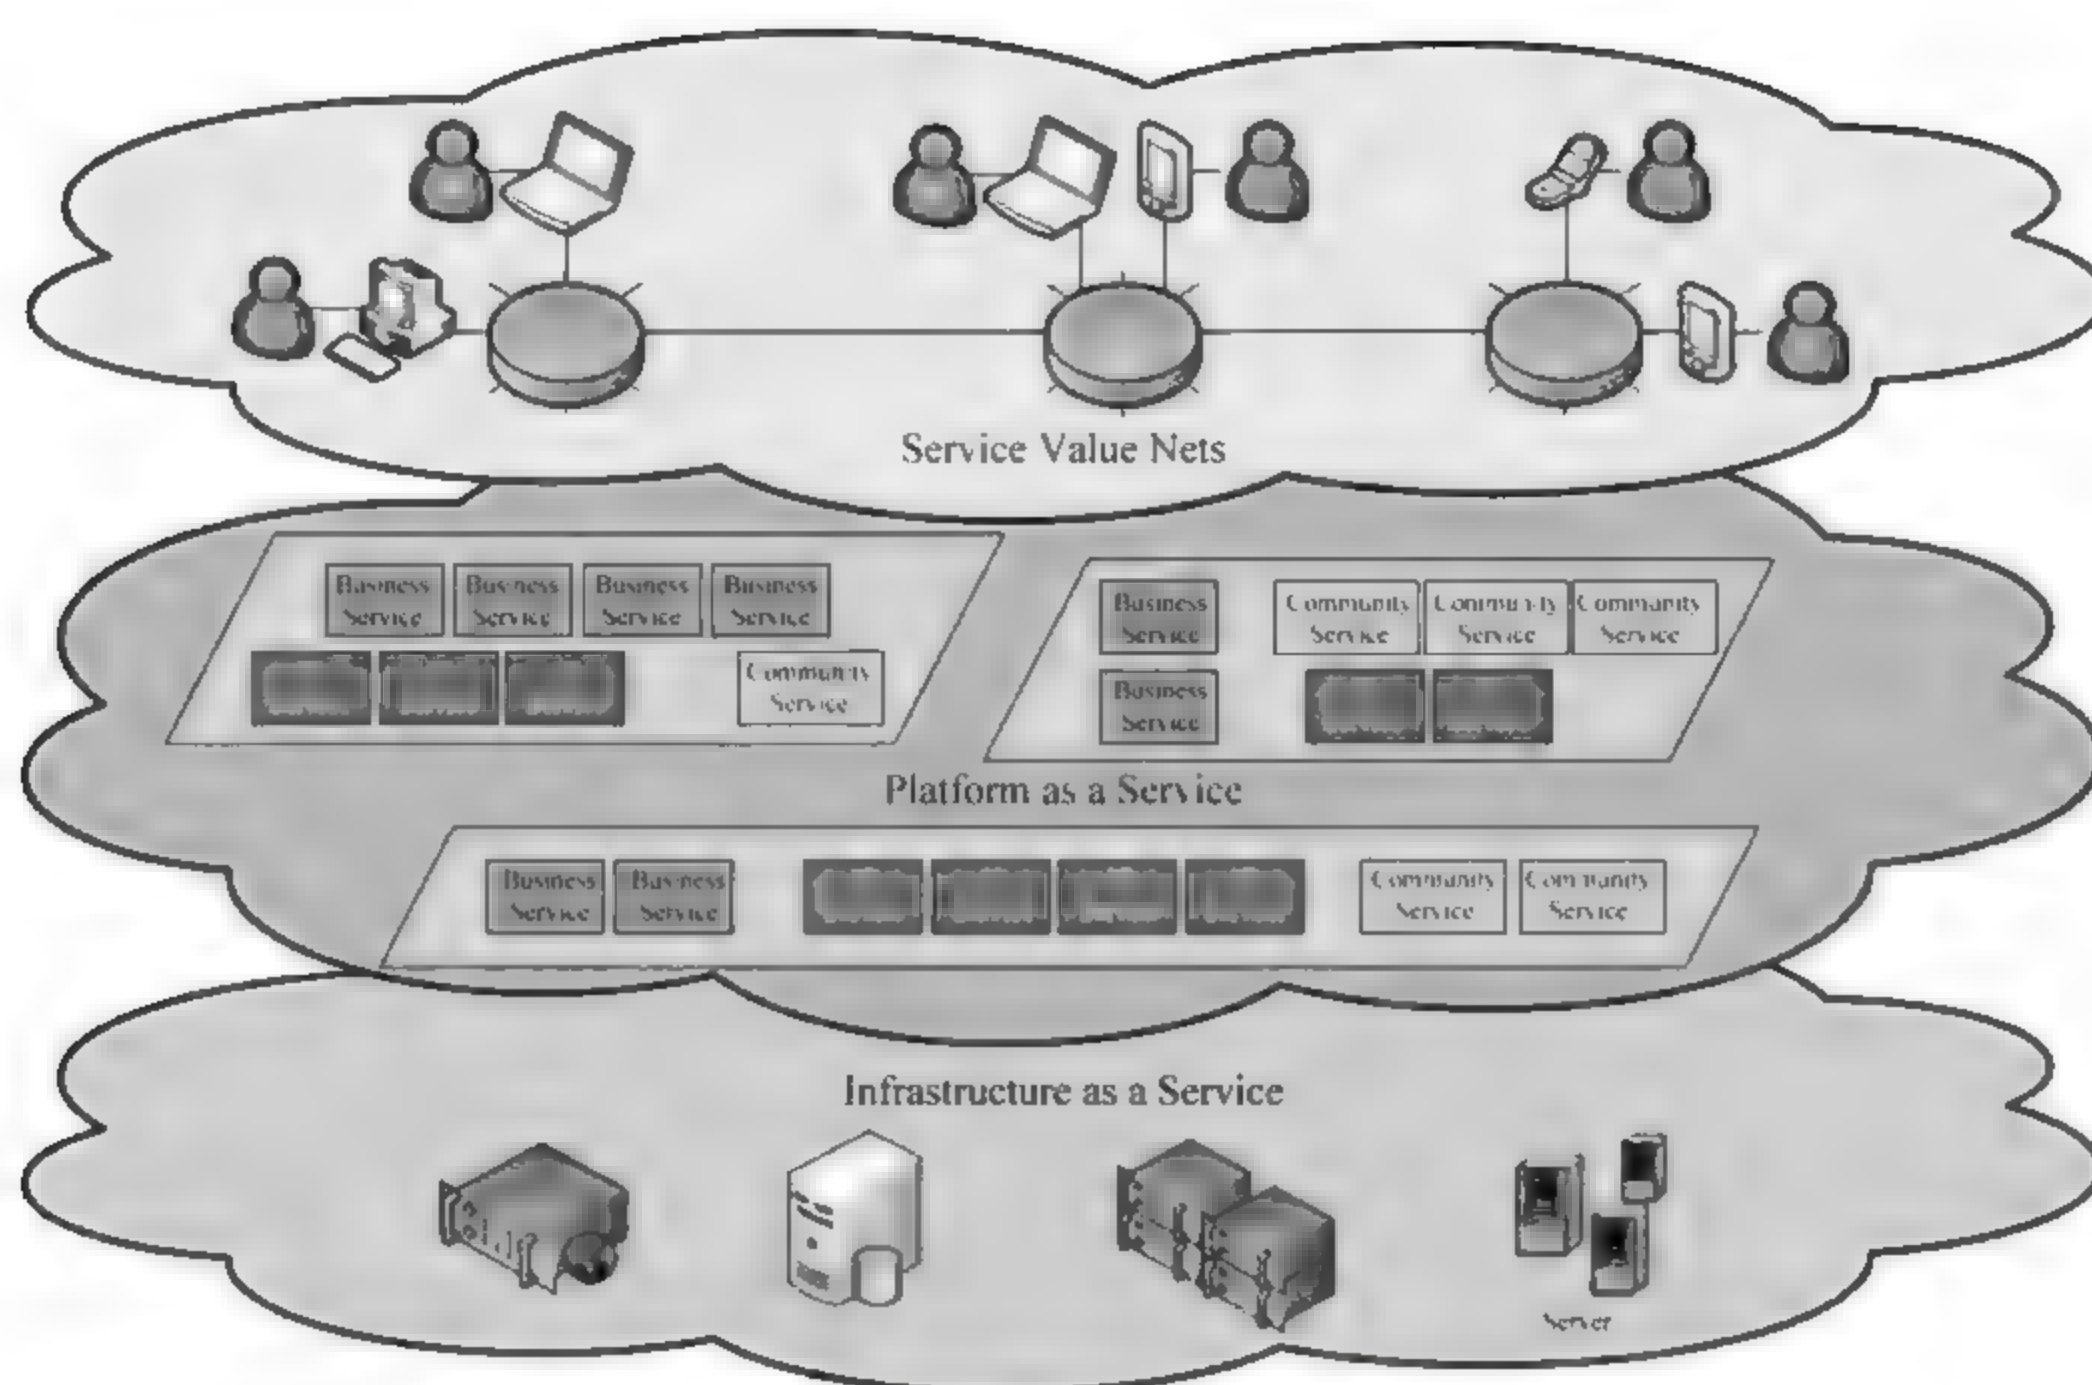 Service Value Nets
Business Business Business Business
Service Service Service Service
Business Community Community Community
Service Service Service Service
Community
Service
Business
Service
Platform as a Service
Business Business Community Community
Service Service Service Service
Infrastructure as a Service
Server